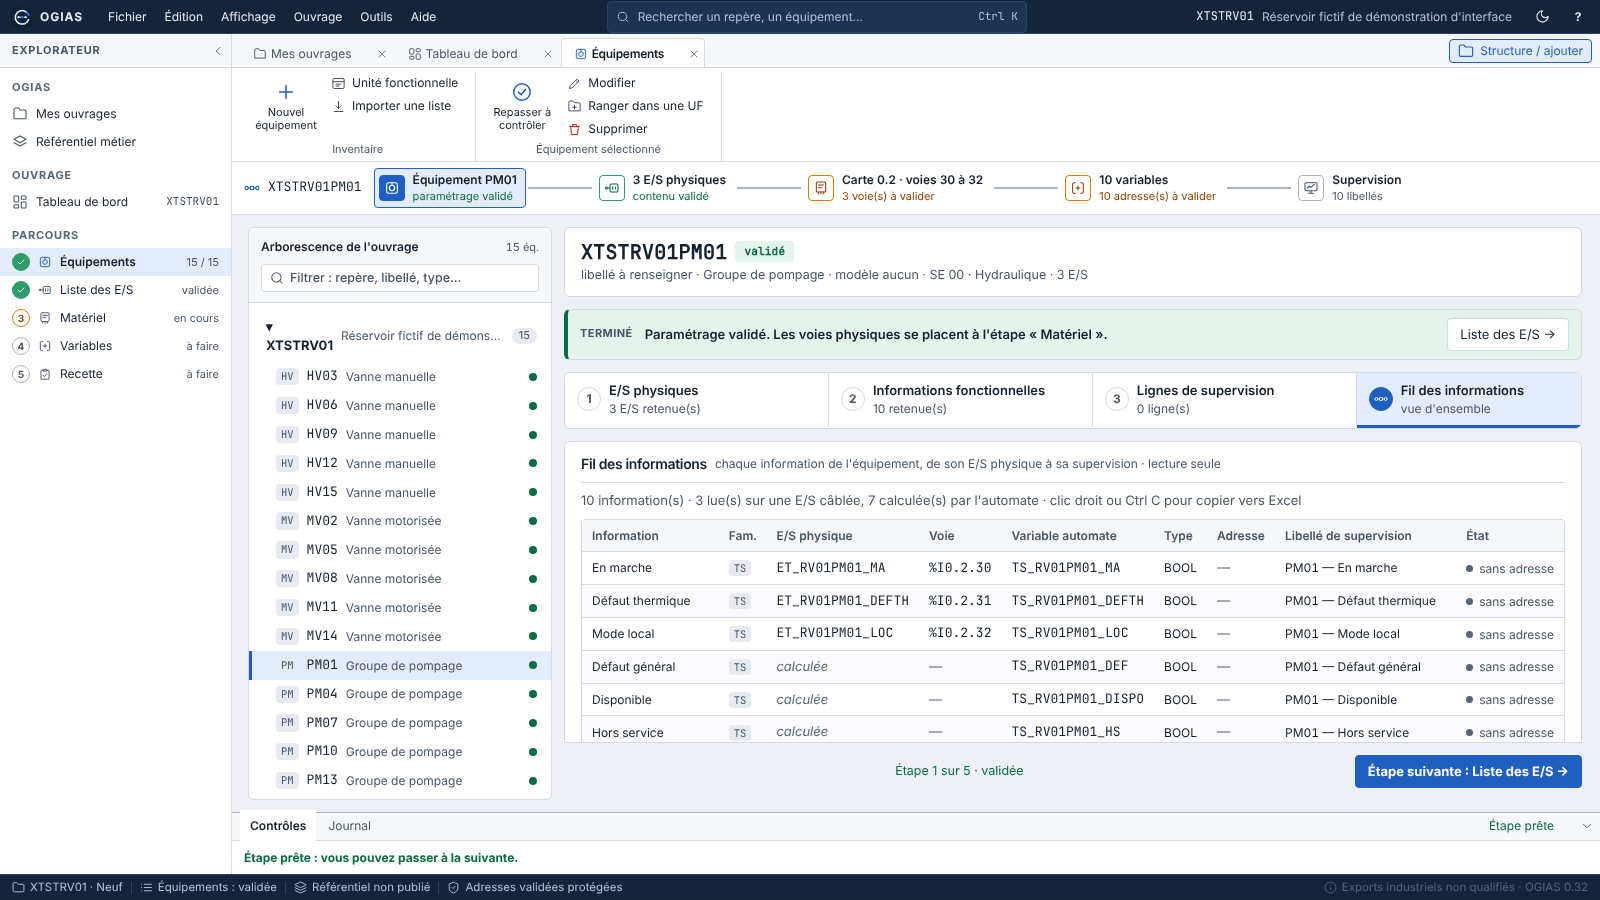 OGIAS
Fichier Édition Affichage Ouvrage Outils Aide
Rechercher un repère, un équipement... Ctrl K
XTSTRV01 Réservoir fictif de démonstration d'interface ?
EXPLORATEUR
OGIAS
Mes ouvrages
Référentiel métier
OUVRAGE
Tableau de bord XTSTRV01
PARCOURS
Équipements 15 / 15
Liste des E/S validée
3 Matériel en cours
4 Variables à faire
5 Recette à faire
Mes ouvrages × Tableau de bord × Équipements ×
Structure / ajouter
Nouvel équipement
Unité fonctionnelle
Importer une liste
Inventaire
Repasser à contrôler
Modifier
Ranger dans une UF
Supprimer
Équipement sélectionné
XTSTRV01PM01
Équipement PM01
paramétrage validé
3 E/S physiques
contenu validé
Carte 0.2 · voies 30 à 32
3 voie(s) à valider
10 variables
10 adresse(s) à valider
Supervision
10 libellés
Arborescence de l'ouvrage 15 éq.
Filtrer : repère, libellé, type...
▼ XTSTRV01 Réservoir fictif de démons... 15
HV HV03 Vanne manuelle
HV HV06 Vanne manuelle
HV HV09 Vanne manuelle
HV HV12 Vanne manuelle
HV HV15 Vanne manuelle
MV MV02 Vanne motorisée
MV MV05 Vanne motorisée
MV MV08 Vanne motorisée
MV MV11 Vanne motorisée
MV MV14 Vanne motorisée
PM PM01 Groupe de pompage
PM PM04 Groupe de pompage
PM PM07 Groupe de pompage
PM PM10 Groupe de pompage
PM PM13 Groupe de pompage
XTSTRV01PM01 validé
libellé à renseigner · Groupe de pompage · modèle aucun · SE 00 · Hydraulique · 3 E/S
TERMINÉ Paramétrage validé. Les voies physiques se placent à l'étape « Matériel ».
Liste des E/S →
1 E/S physiques
3 E/S retenue(s)
2 Informations fonctionnelles
10 retenue(s)
3 Lignes de supervision
0 ligne(s)
Fil des informations
vue d'ensemble
Fil des informations chaque information de l'équipement, de son E/S physique à sa supervision · lecture seule
10 information(s) · 3 lue(s) sur une E/S câblée, 7 calculée(s) par l'automate · clic droit ou Ctrl C pour copier vers Excel
Information Fam. E/S physique Voie Variable automate Type Adresse Libellé de supervision État
En marche TS ET_RV01PM01_MA %I0.2.30 TS_RV01PM01_MA BOOL — PM01 — En marche sans adresse
Défaut thermique TS ET_RV01PM01_DEFTH %I0.2.31 TS_RV01PM01_DEFTH BOOL — PM01 — Défaut thermique sans adresse
Mode local TS ET_RV01PM01_LOC %I0.2.32 TS_RV01PM01_LOC BOOL — PM01 — Mode local sans adresse
Défaut général TS calculée — TS_RV01PM01_DEF BOOL — PM01 — Défaut général sans adresse
Disponible TS calculée — TS_RV01PM01_DISPO BOOL — PM01 — Disponible sans adresse
Hors service TS calculée — TS_RV01PM01_HS BOOL — PM01 — Hors service sans adresse
Étape 1 sur 5 · validée
Étape suivante : Liste des E/S →
Contrôles Journal
Étape prête
Étape prête : vous pouvez passer à la suivante.
XTSTRV01 · Neuf Équipements : validée Référentiel non publié Adresses validées protégées
Exports industriels non qualifiés · OGIAS 0.32